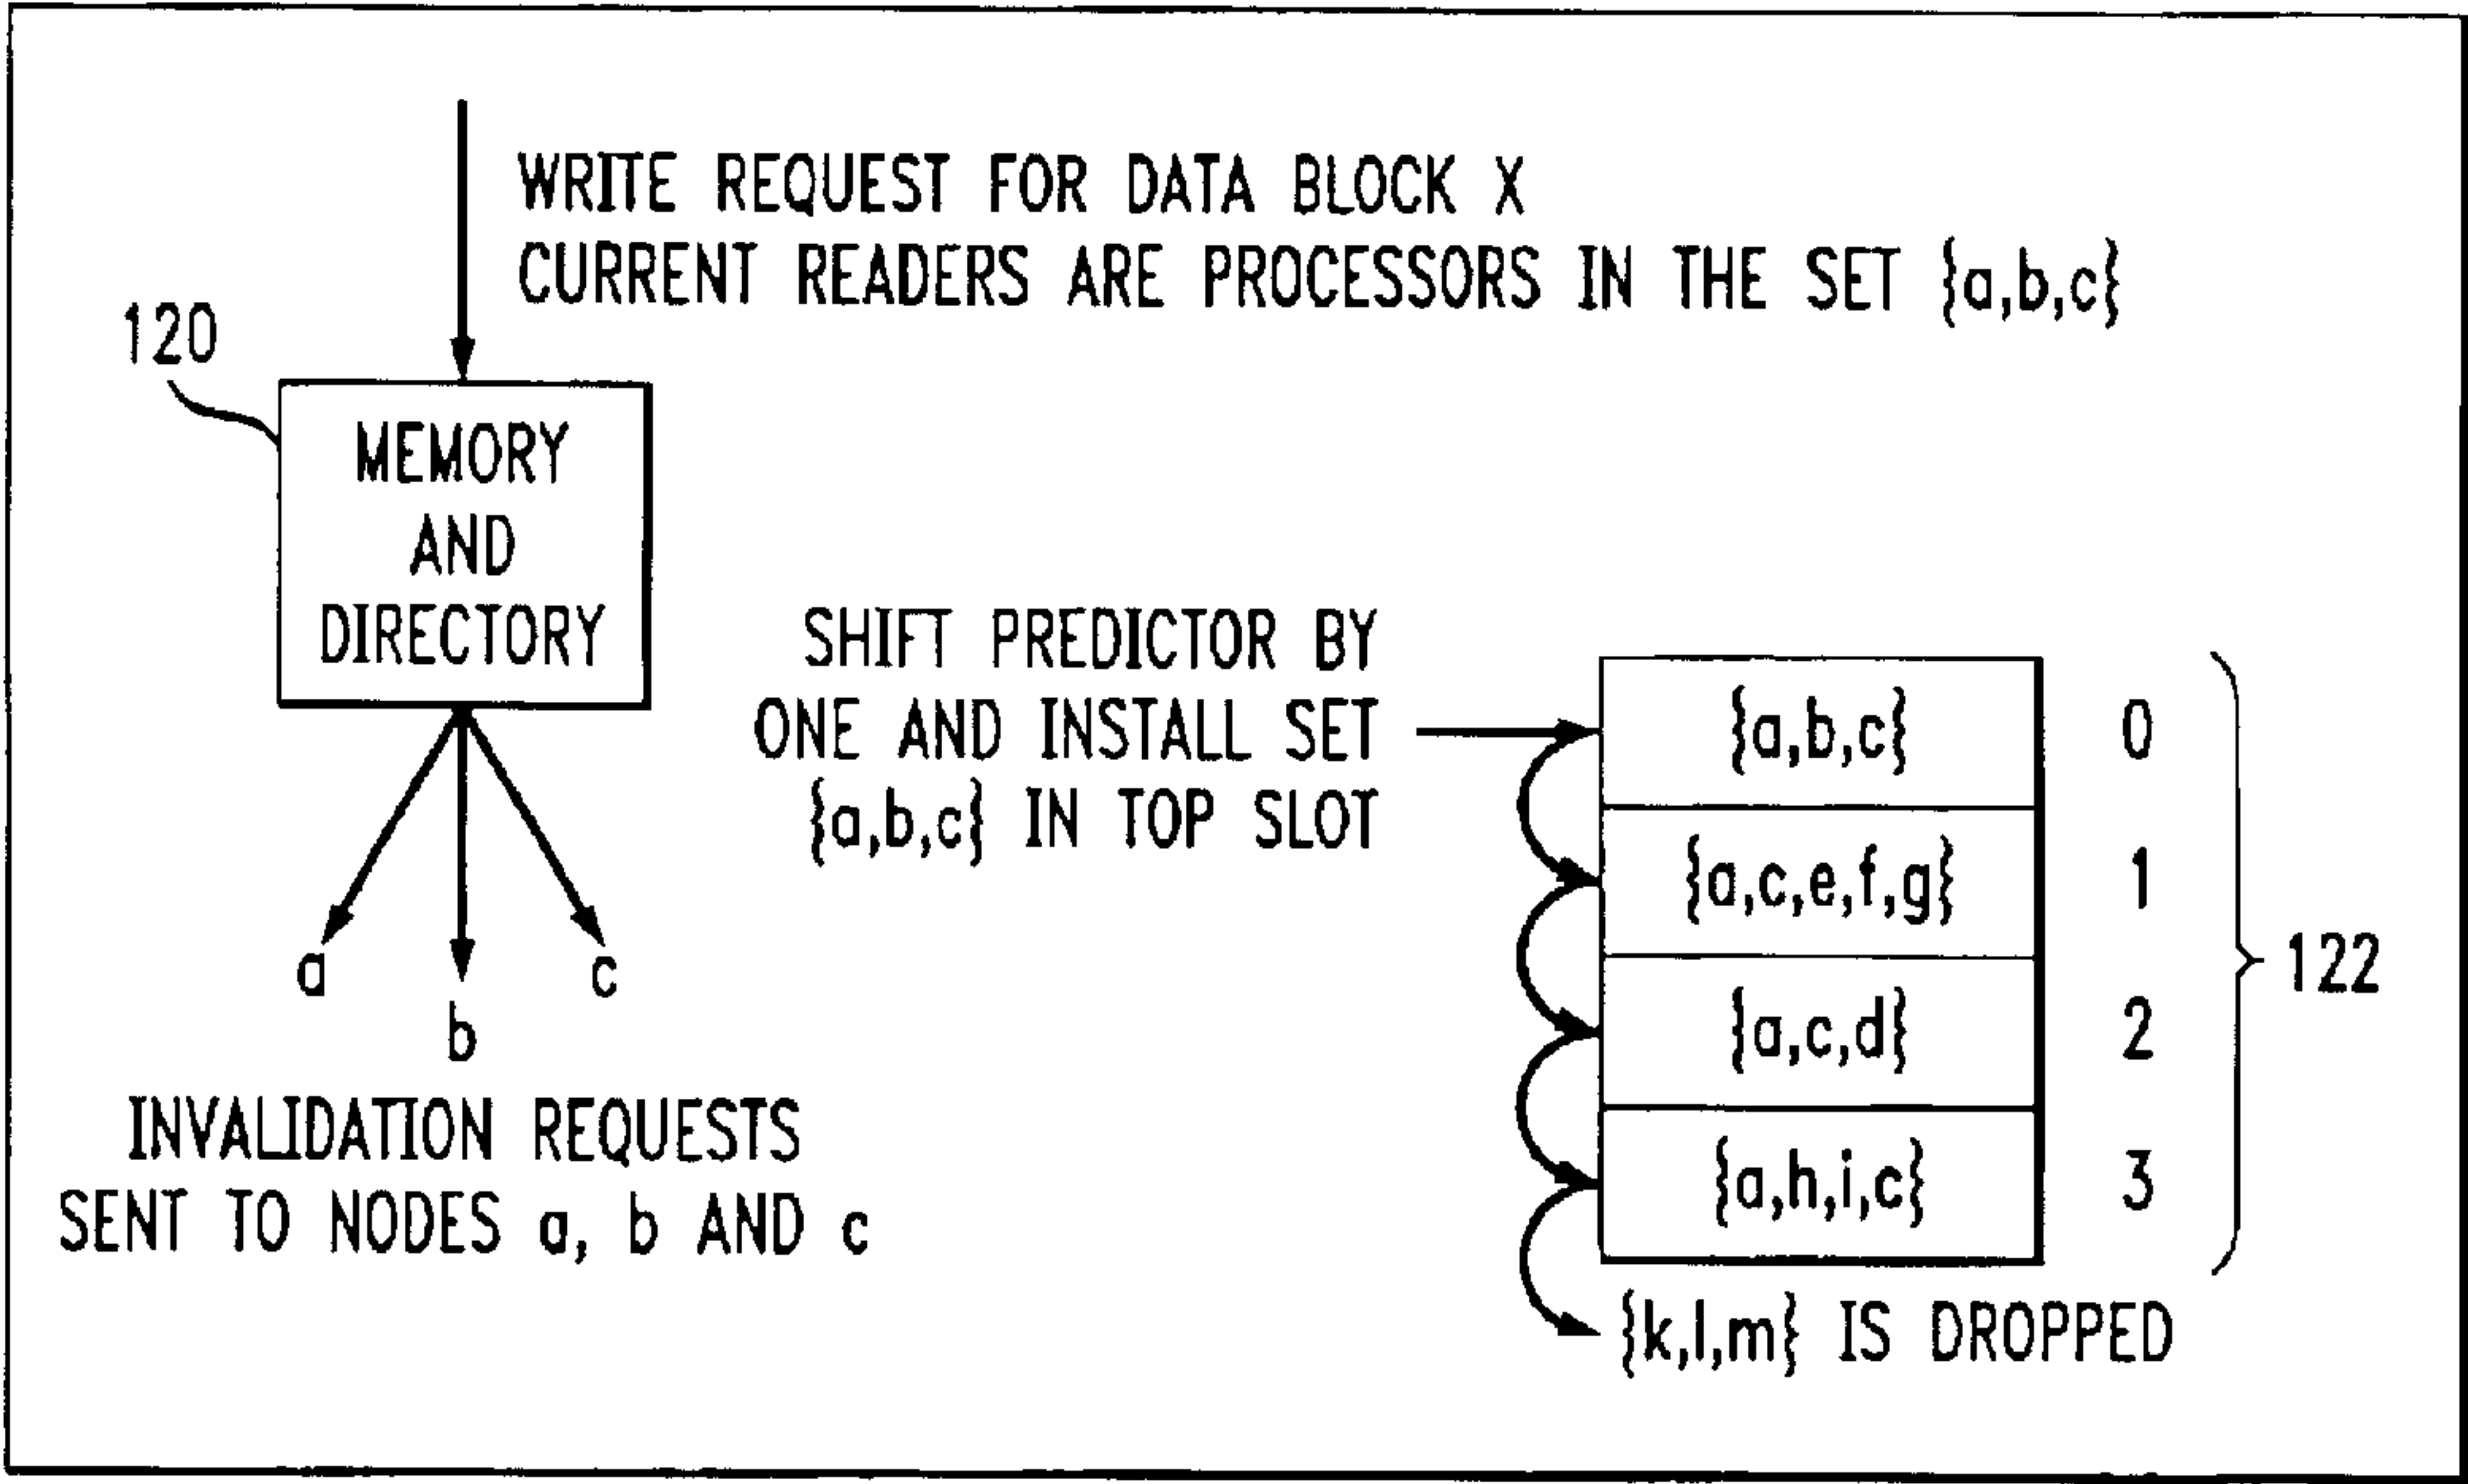 WRITE REQUEST FOR DATA BLOCK X
CURRENT READERS ARE PROCESSORS IN THE SET {a,b,c}
120
MEMORY
AND
DIRECTORY
a
b
c
INVALIDATION REQUESTS
SENT TO NODES a, b AND c
SHIFT PREDICTOR BY
ONE AND INSTALL SET
{a,b,c} IN TOP SLOT
{a,b,c} 0
{a,c,e,f,g} 1
{a,c,d} 2
{a,h,i,c} 3
122
{k,l,m} IS DROPPED